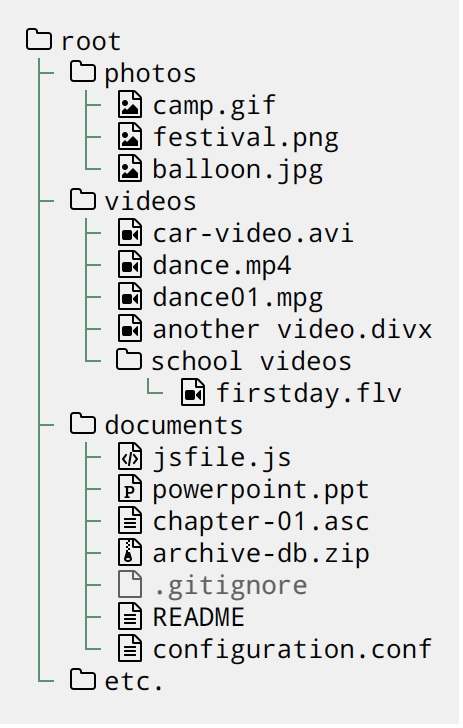 root
photos
camp.gif
festival.png
balloon.jpg
videos
car-video.avi
dance.mp4
dance01.mpg
another video.divx
school videos
firstday.flv
documents
jsfile.js
powerpoint.ppt
chapter-01.asc
archive-db.zip
.gitignore
README
configuration.conf
etc.